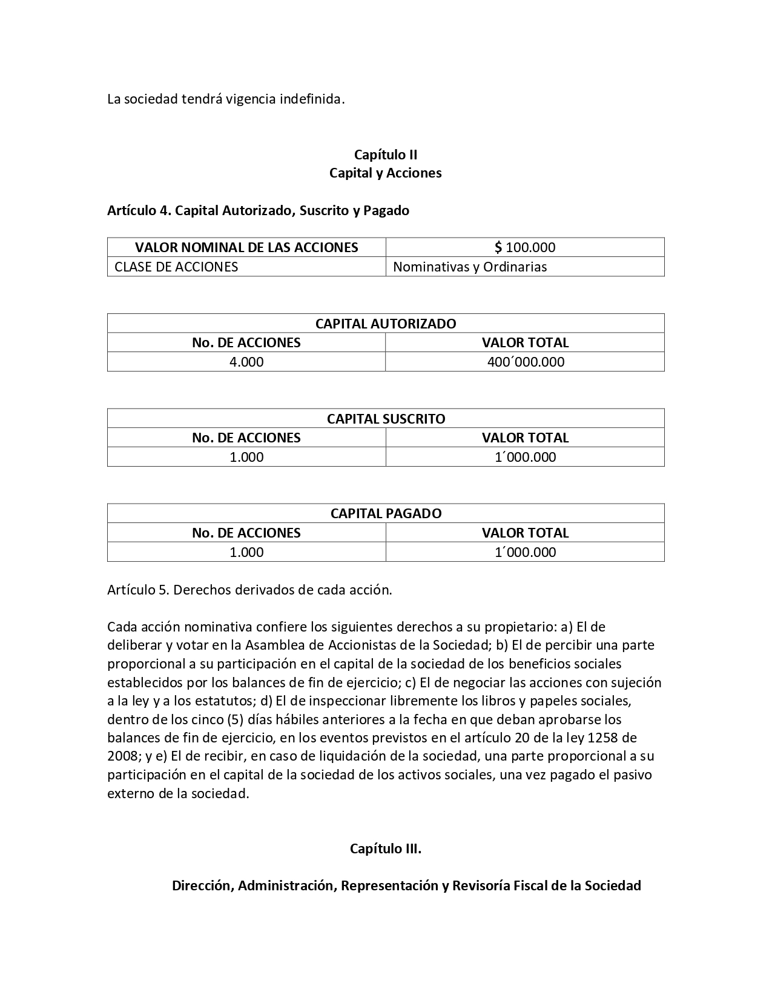 La sociedad tendrá vigencia indefinida.
Capítulo II
Capital y Acciones
Artículo 4. Capital Autorizado, Suscrito y Pagado
VALOR NOMINAL DE LAS ACCIONES $ 100.000
CLASE DE ACCIONES Nominativas y Ordinarias
CAPITAL AUTORIZADO
No. DE ACCIONES VALOR TOTAL
4.000 400´000.000
CAPITAL SUSCRITO
No. DE ACCIONES VALOR TOTAL
1.000 1´000.000
CAPITAL PAGADO
No. DE ACCIONES VALOR TOTAL
1.000 1´000.000
Artículo 5. Derechos derivados de cada acción.
Cada acción nominativa confiere los siguientes derechos a su propietario: a) El de
deliberar y votar en la Asamblea de Accionistas de la Sociedad; b) El de percibir una parte
proporcional a su participación en el capital de la sociedad de los beneficios sociales
establecidos por los balances de fin de ejercicio; c) El de negociar las acciones con sujeción
a la ley y a los estatutos; d) El de inspeccionar libremente los libros y papeles sociales,
dentro de los cinco (5) días hábiles anteriores a la fecha en que deban aprobarse los
balances de fin de ejercicio, en los eventos previstos en el artículo 20 de la ley 1258 de
2008; y e) El de recibir, en caso de liquidación de la sociedad, una parte proporcional a su
participación en el capital de la sociedad de los activos sociales, una vez pagado el pasivo
externo de la sociedad.
Capítulo III.
Dirección, Administración, Representación y Revisoría Fiscal de la Sociedad